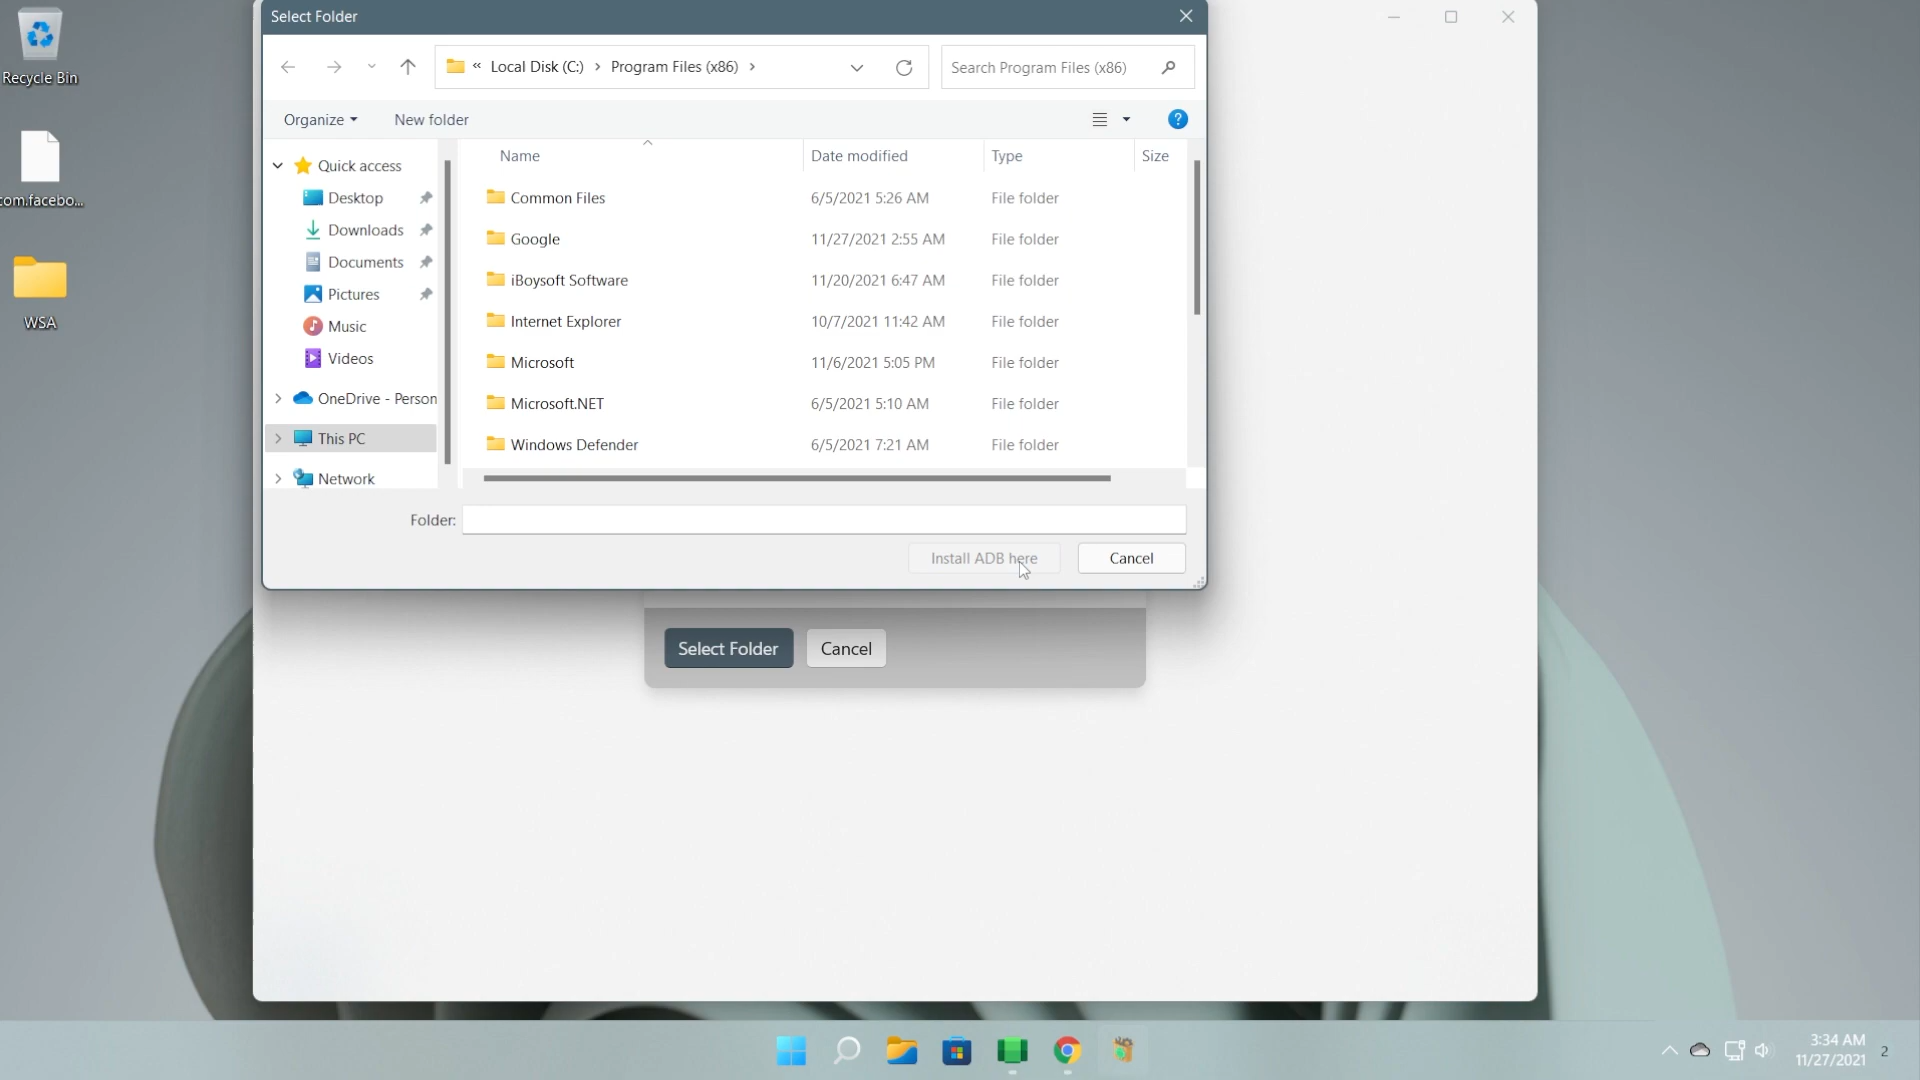 Select Folder
Local Disk (C:) › Program Files (x86) ›
Search Program Files (x86)
Organize
New folder
Name
Date modified
Type
Size
Quick access
Desktop
Downloads
Documents
Pictures
Music
Videos
OneDrive - Person
This PC
Network
Common Files 6/5/2021 5:26 AM File folder
Google 11/27/2021 2:55 AM File folder
iBoysoft Software 11/20/2021 6:47 AM File folder
Internet Explorer 10/7/2021 11:42 AM File folder
Microsoft 11/6/2021 5:05 PM File folder
Microsoft.NET 6/5/2021 5:10 AM File folder
Windows Defender 6/5/2021 7:21 AM File folder
Folder:
Install ADB here
Cancel
Select Folder
Cancel
Recycle Bin
com.facebo...
WSA
3:34 AM
11/27/2021
2